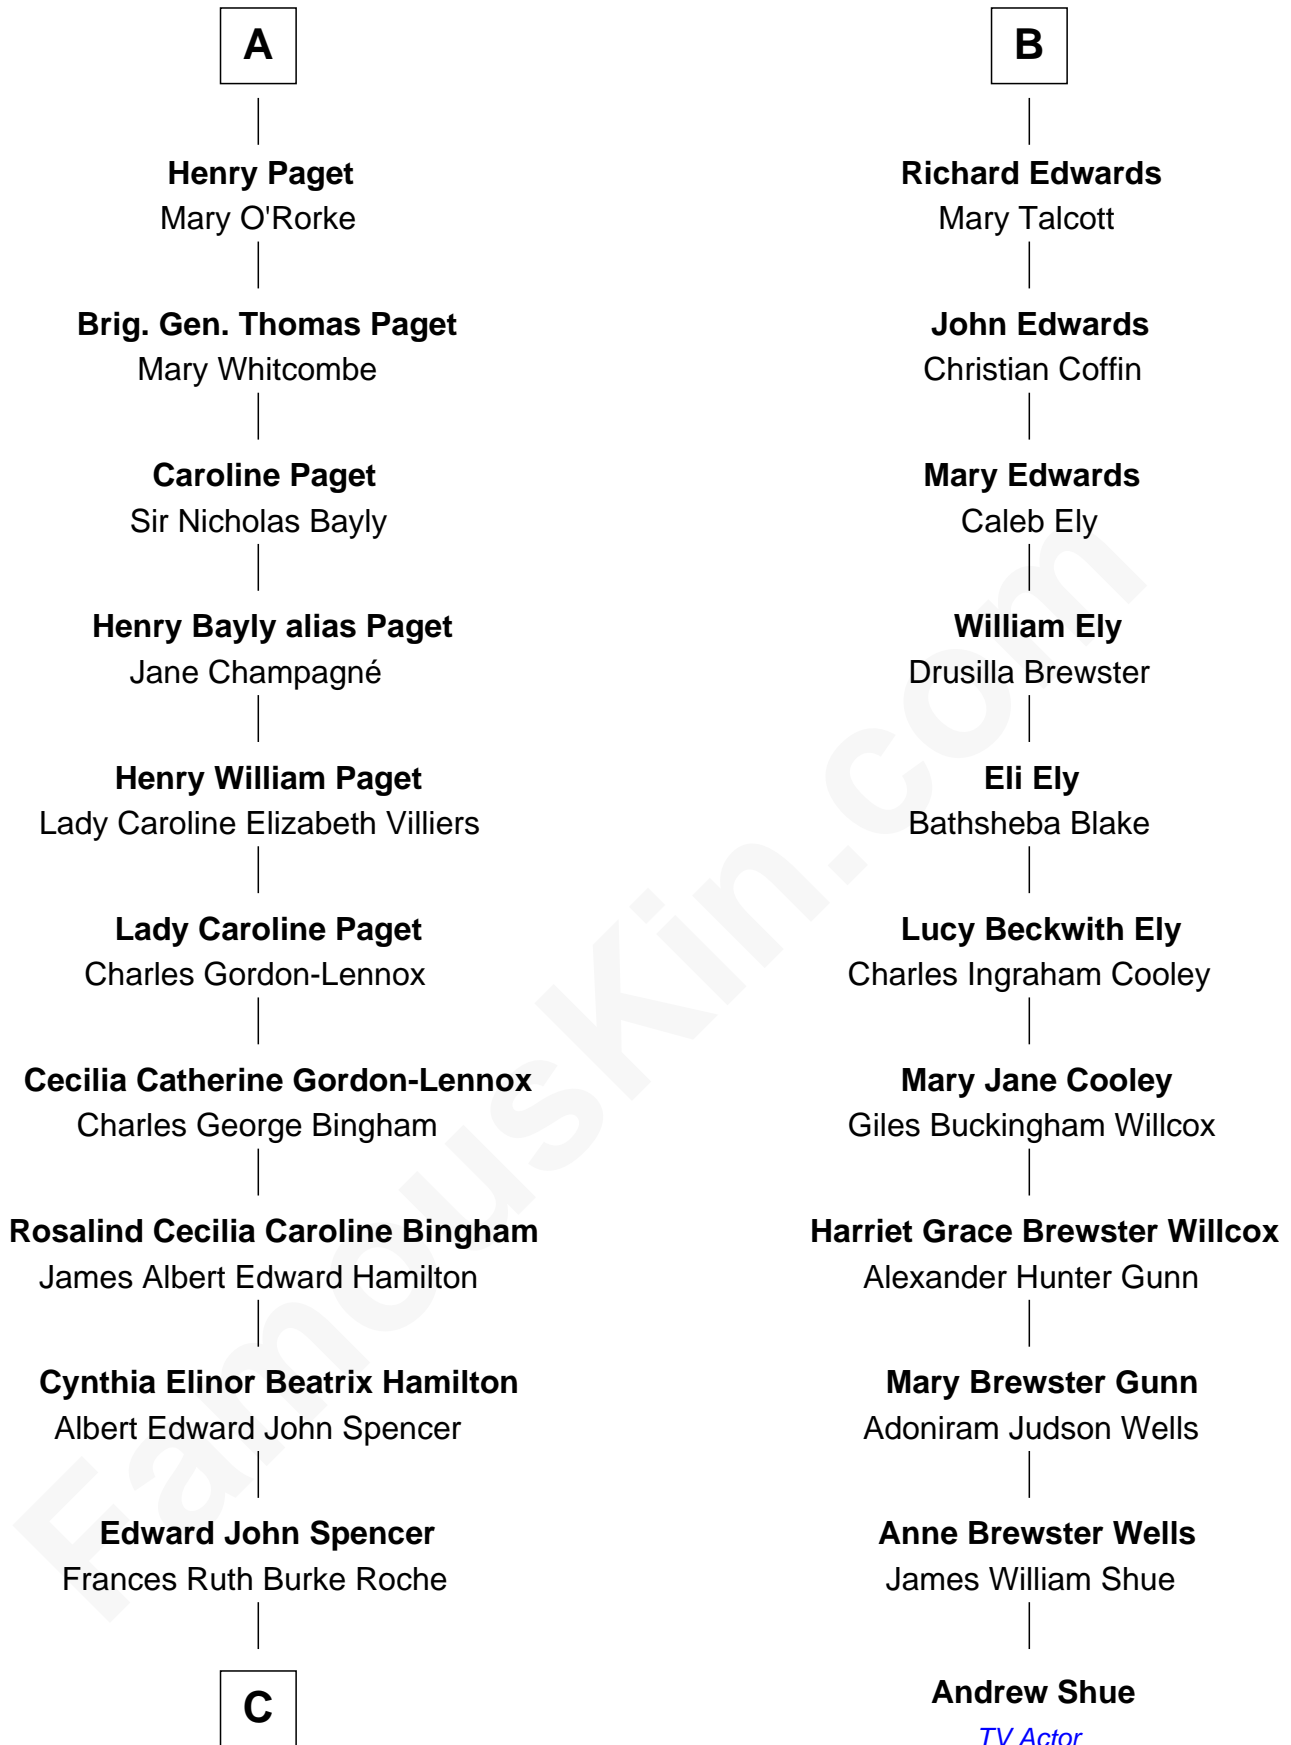 A
Henry Paget
Mary O'Rorke
Brig. Gen. Thomas Paget
Mary Whitcombe
Caroline Paget
Sir Nicholas Bayly
Henry Bayly alias Paget
Jane Champagné
Henry William Paget
Lady Caroline Elizabeth Villiers
Lady Caroline Paget
Charles Gordon-Lennox
Cecilia Catherine Gordon-Lennox
Charles George Bingham
Rosalind Cecilia Caroline Bingham
James Albert Edward Hamilton
Cynthia Elinor Beatrix Hamilton
Albert Edward John Spencer
Edward John Spencer
Frances Ruth Burke Roche
C
B
Richard Edwards
Mary Talcott
John Edwards
Christian Coffin
Mary Edwards
Caleb Ely
William Ely
Drusilla Brewster
Eli Ely
Bathsheba Blake
Lucy Beckwith Ely
Charles Ingraham Cooley
Mary Jane Cooley
Giles Buckingham Willcox
Harriet Grace Brewster Willcox
Alexander Hunter Gunn
Mary Brewster Gunn
Adoniram Judson Wells
Anne Brewster Wells
James William Shue
Andrew Shue
TV Actor
FamousKin.com